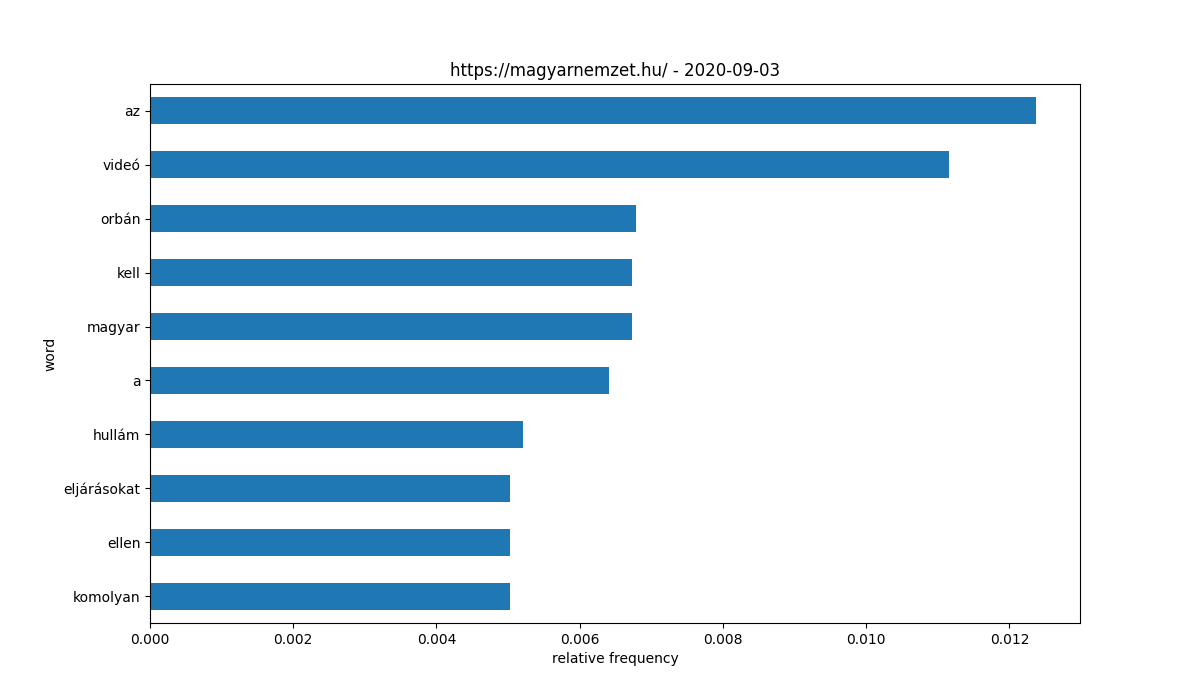 https://magyarnemzet.hu/ - 2020-09-03
az
videó
orbán
kell
magyar
a
hullám
eljárásokat
ellen
komolyan
word
0.000 0.002 0.004 0.006 0.008 0.010 0.012
relative frequency